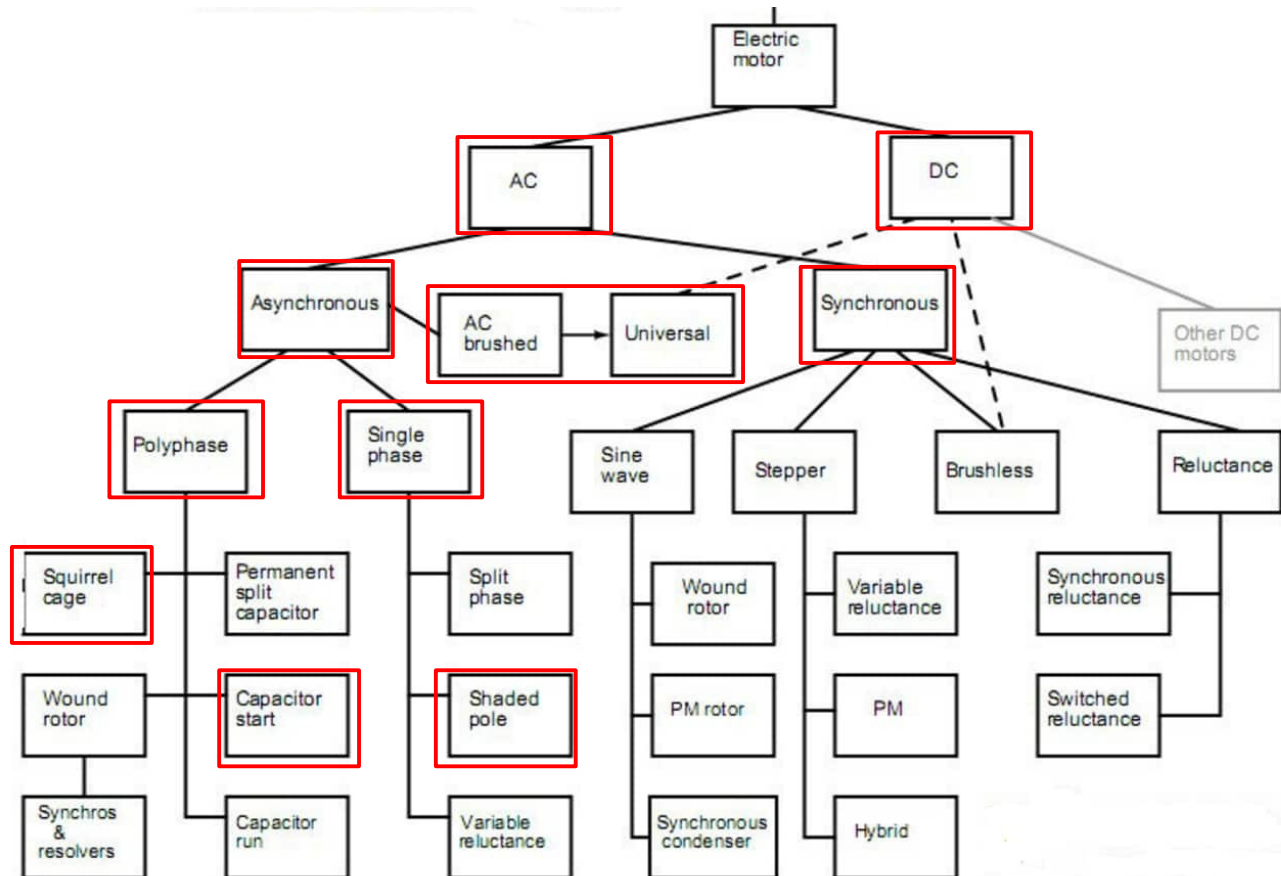 Electric
motor
AC
DC
Asynchronous
AC
brushed
Universal
Synchronous
Other DC
motors
Polyphase
Single
phase
Sine
wave
Stepper
Brushless
Reluctance
Squirrel
cage
Permanent
split
capacitor
Split
phase
Wound
rotor
Variable
reluctance
Synchronous
reluctance
Wound
rotor
Capacitor
start
Shaded
pole
PM rotor
PM
Switched
reluctance
Synchros
&
resolvers
Capacitor
run
Variable
reluctance
Synchronous
condenser
Hybrid